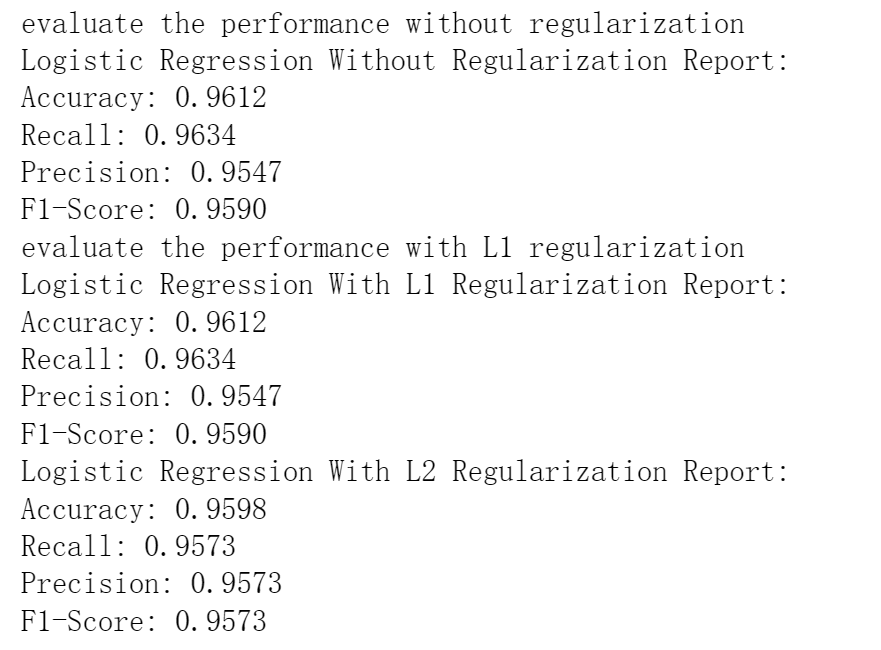 evaluate the performance without regularization
Logistic Regression Without Regularization Report:
Accuracy: 0.9612
Recall: 0.9634
Precision: 0.9547
F1-Score: 0.9590
evaluate the performance with L1 regularization
Logistic Regression With L1 Regularization Report:
Accuracy: 0.9612
Recall: 0.9634
Precision: 0.9547
F1-Score: 0.9590
Logistic Regression With L2 Regularization Report:
Accuracy: 0.9598
Recall: 0.9573
Precision: 0.9573
F1-Score: 0.9573